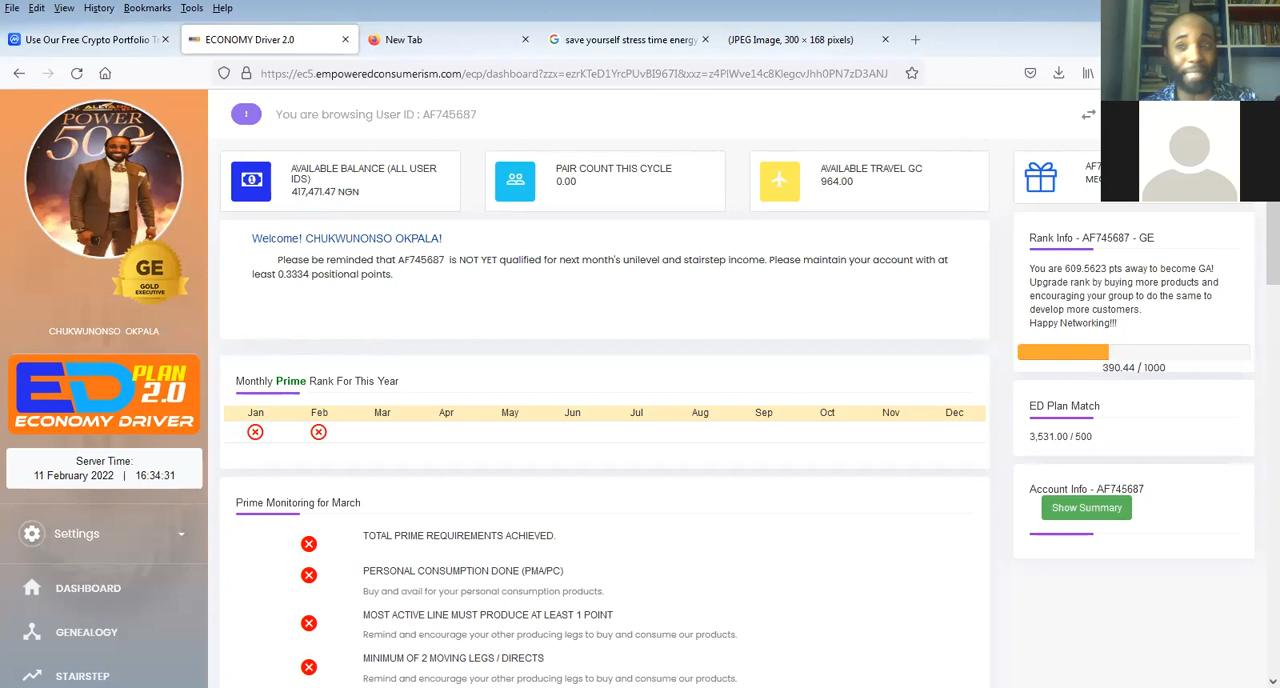 File Edit View History Bookmarks Tools Help
Use Our Free Crypto Portfolio T
ECONOMY Driver 2.0
New Tab
save yourself stress time energy
(JPEG Image, 300 × 168 pixels)
https://ec5.empoweredconsumerism.com/ecp/dashboard?zzx=ezrKTeD1YrcPUvBI967I&xxz=z4PlWve14c8KlegcvJhh0PN7zD3ANJ
POWER
500
GE
GOLD
EXECUTIVE
CHUKWUNONSO OKPALA
ED PLAN
2.0
ECONOMY DRIVER
Server Time:
11 February 2022 | 16:34:31
Settings
DASHBOARD
GENEALOGY
STAIRSTEP
! You are browsing User ID : AF745687
AVAILABLE BALANCE (ALL USER
IDS)
417,471.47 NGN
PAIR COUNT THIS CYCLE
0.00
AVAILABLE TRAVEL GC
964.00
Welcome! CHUKWUNONSO OKPALA!
Please be reminded that AF745687 is NOT YET qualified for next month's unilevel and stairstep income. Please maintain your account with at
least 0.3334 positional points.
Monthly Prime Rank For This Year
Jan Feb Mar Apr May Jun Jul Aug Sep Oct Nov Dec
Prime Monitoring for March
TOTAL PRIME REQUIREMENTS ACHIEVED.
PERSONAL CONSUMPTION DONE (PMA/PC)
Buy and avail for your personal consumption products.
MOST ACTIVE LINE MUST PRODUCE AT LEAST 1 POINT
Remind and encourage your other producing legs to buy and consume our products.
MINIMUM OF 2 MOVING LEGS / DIRECTS
Remind and encourage your other producing legs to buy and consume our products.
Rank Info - AF745687 - GE
You are 609.5623 pts away to become GA!
Upgrade rank by buying more products and
encouraging your group to do the same to
develop more customers.
Happy Networking!!!
390.44 / 1000
ED Plan Match
3,531.00 / 500
Account Info - AF745687
Show Summary